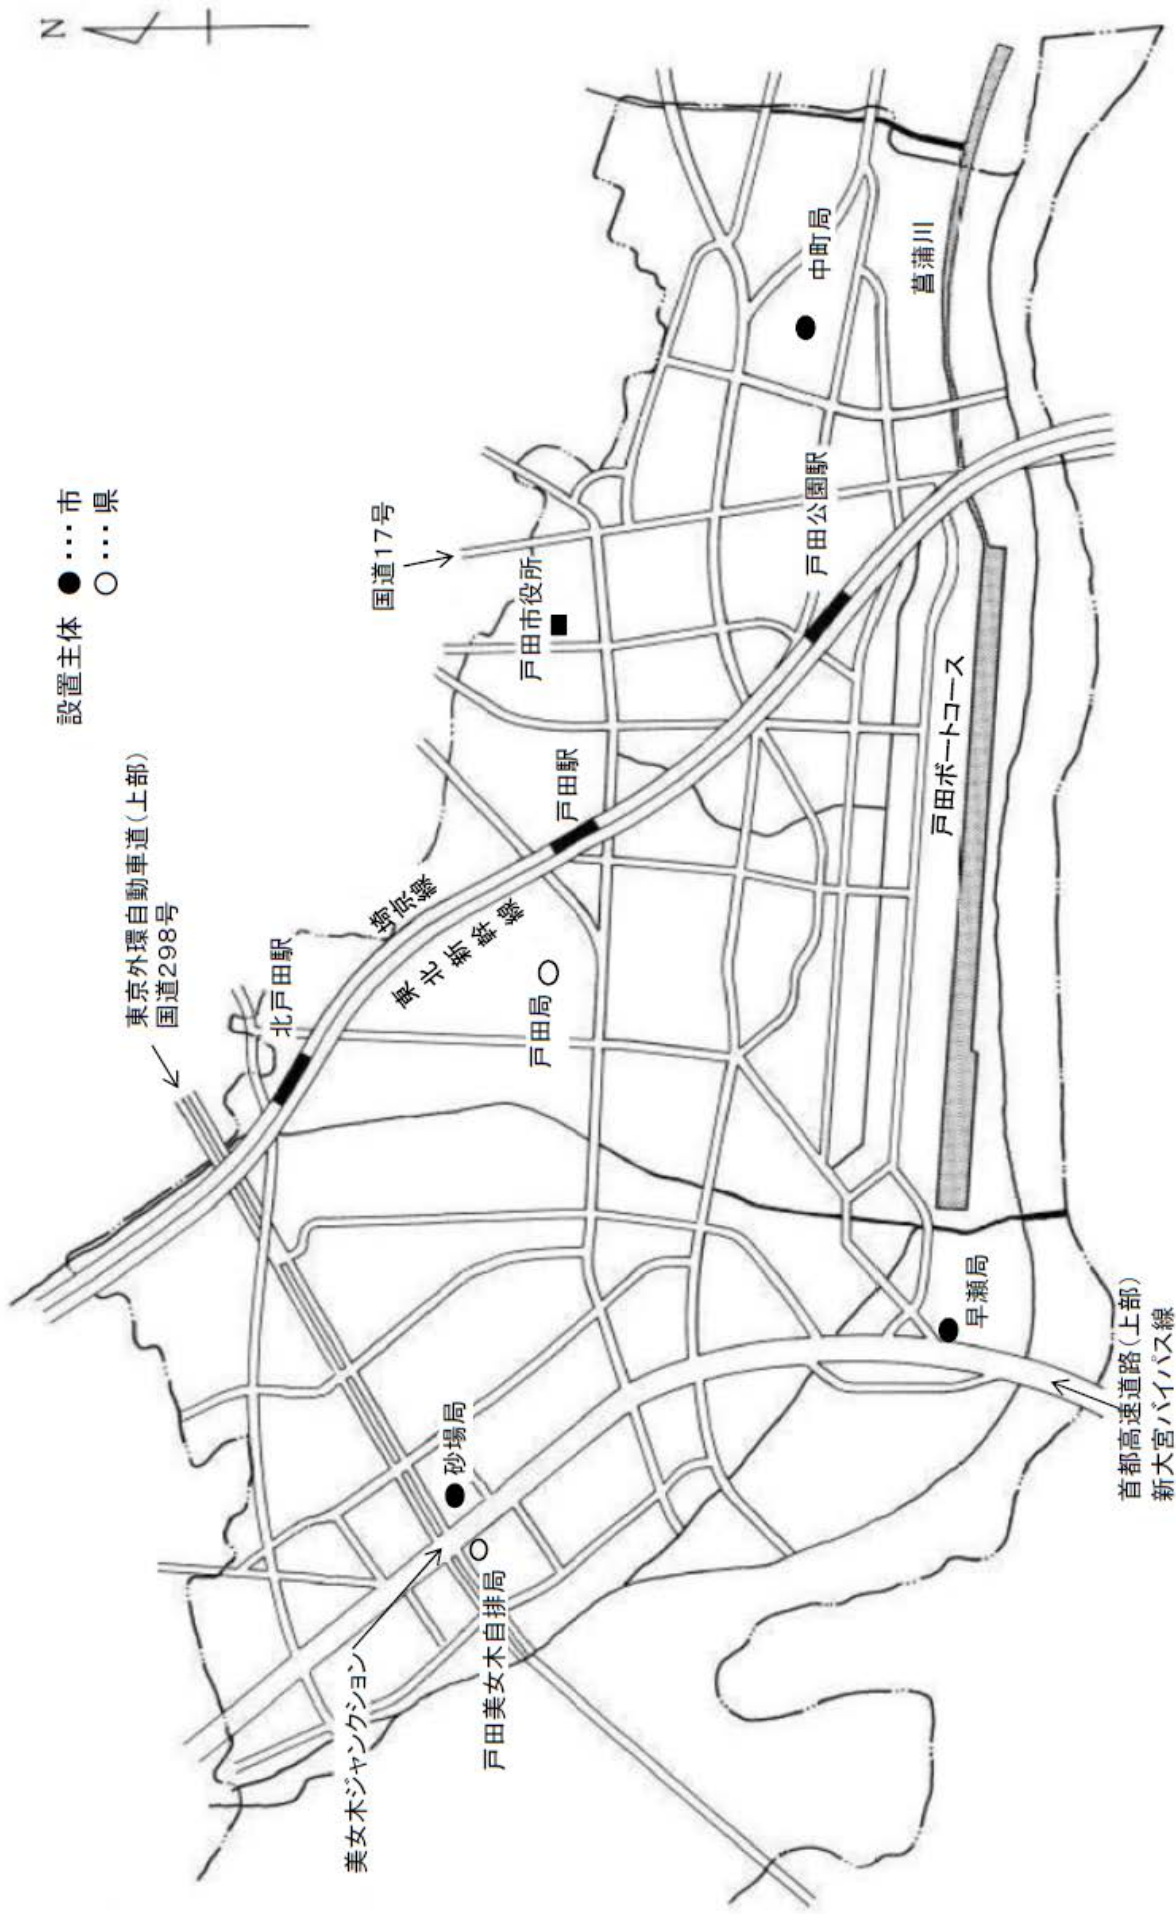 N
設置主体 ●･･･市
○･･･県
東京外環自動車道(上部)
国道298号
国道17号
北戸田駅
埼京線
東北新幹線
戸田駅
戸田市役所
戸田公園駅
中町局
菖蒲川
戸田ボートコース
戸田局
砂場局
戸田美女木自排局
美女木ジャンクション
早瀬局
首都高速道路(上部)
新大宮バイパス線